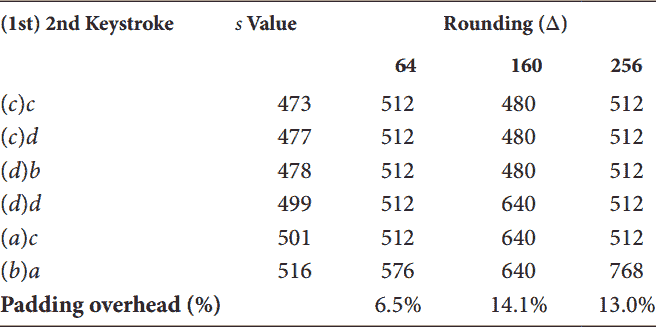 (1st) 2nd Keystroke s Value Rounding (Δ)
64 160 256
(c)c 473 512 480 512
(c)d 477 512 480 512
(d)b 478 512 480 512
(d)d 499 512 640 512
(a)c 501 512 640 512
(b)a 516 576 640 768
Padding overhead (%) 6.5% 14.1% 13.0%